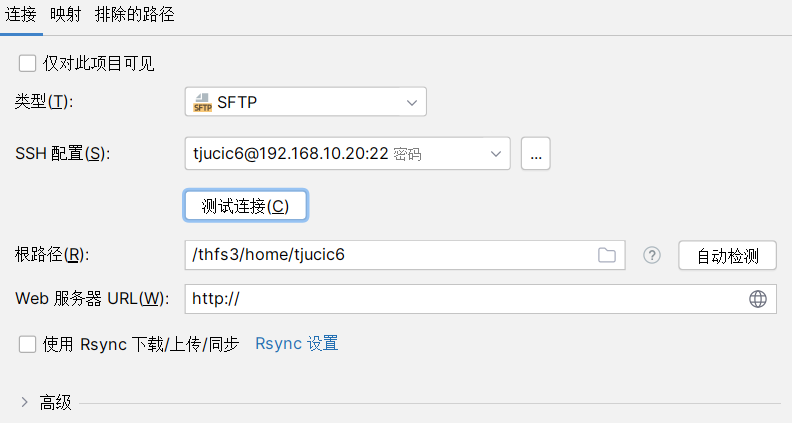 连接 映射 排除的路径
仅对此项目可见
类型(T): SFTP SFTP
SSH 配置(S): tjucic6@192.168.10.20:22 密码 ...
测试连接(C)
根路径(R): /thfs3/home/tjucic6 ? 自动检测
Web 服务器 URL(W): http://
使用 Rsync 下载/上传/同步 Rsync 设置
高级